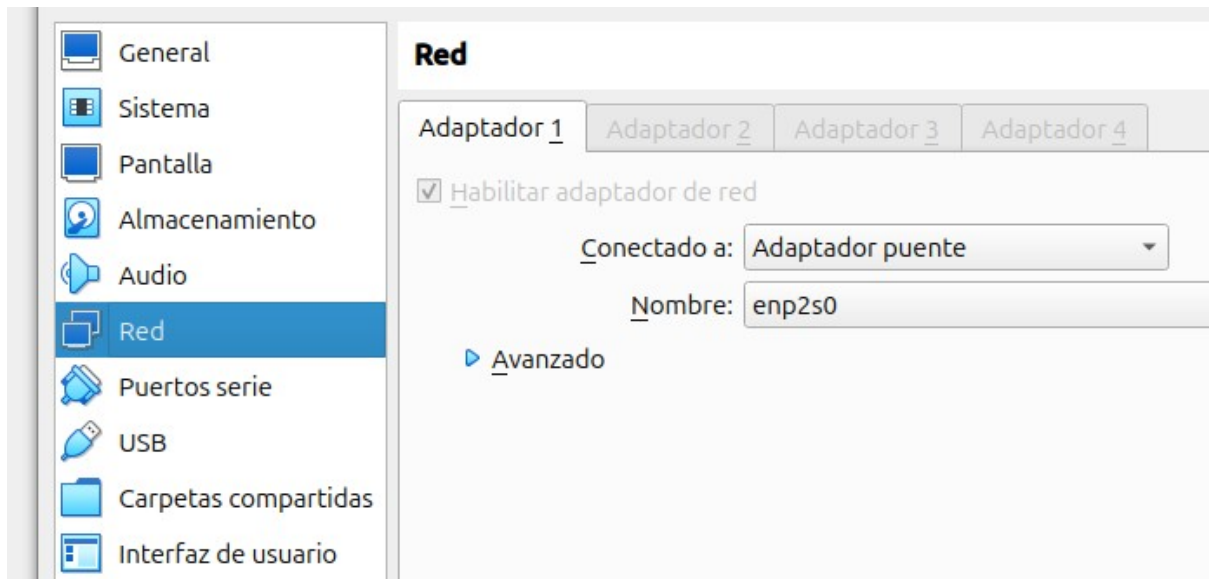 General
Sistema
Pantalla
Almacenamiento
Audio
Red
Puertos serie
USB
Carpetas compartidas
Interfaz de usuario
Red
Adaptador 1 Adaptador 2 Adaptador 3 Adaptador 4
Habilitar adaptador de red
Conectado a: Adaptador puente
Nombre: enp2s0
Avanzado